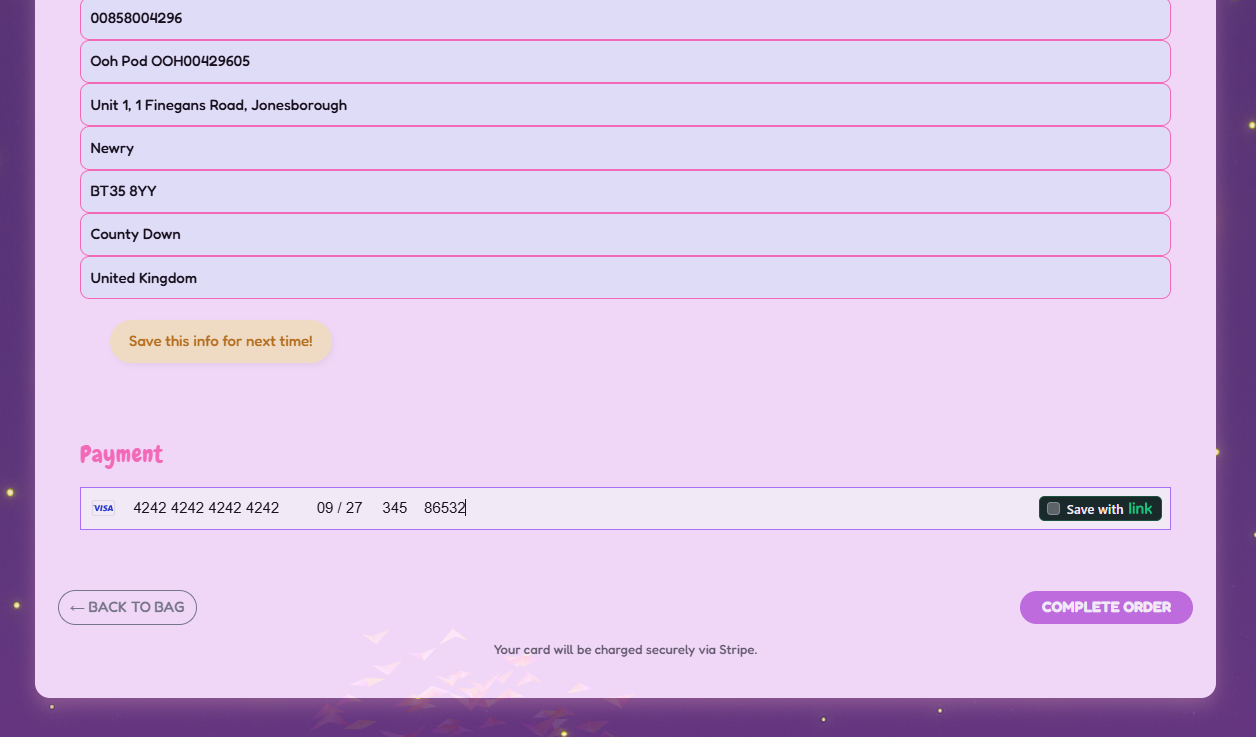 00858004296
Ooh Pod OOH00429605
Unit 1, 1 Finegans Road, Jonesborough
Newry
BT35 8YY
County Down
United Kingdom
Save this info for next time!
Payment
VISA 4242 4242 4242 4242 09 / 27 345 86532 Save with link
← BACK TO BAG COMPLETE ORDER
Your card will be charged securely via Stripe.